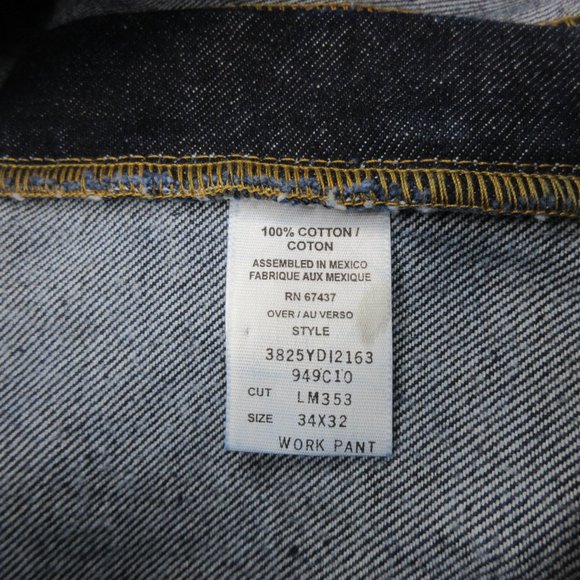 100% COTTON /
COTON
ASSEMBLED IN MEXICO
FABRIQUE AUX MEXIQUE
RN 67437
OVER / AU VERSO
STYLE
3825YDI2163
949C10
CUT LM353
SIZE 34X32
WORK PANT